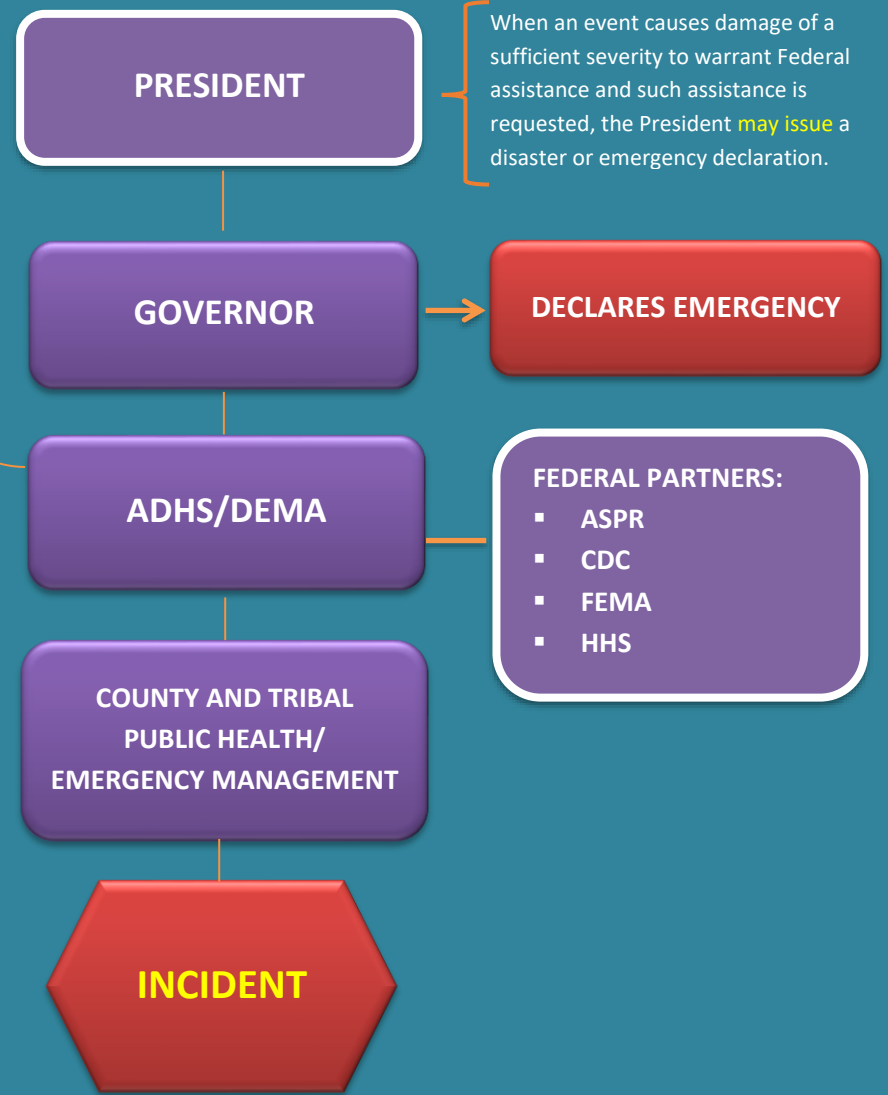 PRESIDENT
When an event causes damage of a
sufficient severity to warrant Federal
assistance and such assistance is
requested, the President may issue a
disaster or emergency declaration.
GOVERNOR
DECLARES EMERGENCY
ADHS/DEMA
FEDERAL PARTNERS:
▪ ASPR
▪ CDC
▪ FEMA
▪ HHS
COUNTY AND TRIBAL
PUBLIC HEALTH/
EMERGENCY MANAGEMENT
INCIDENT